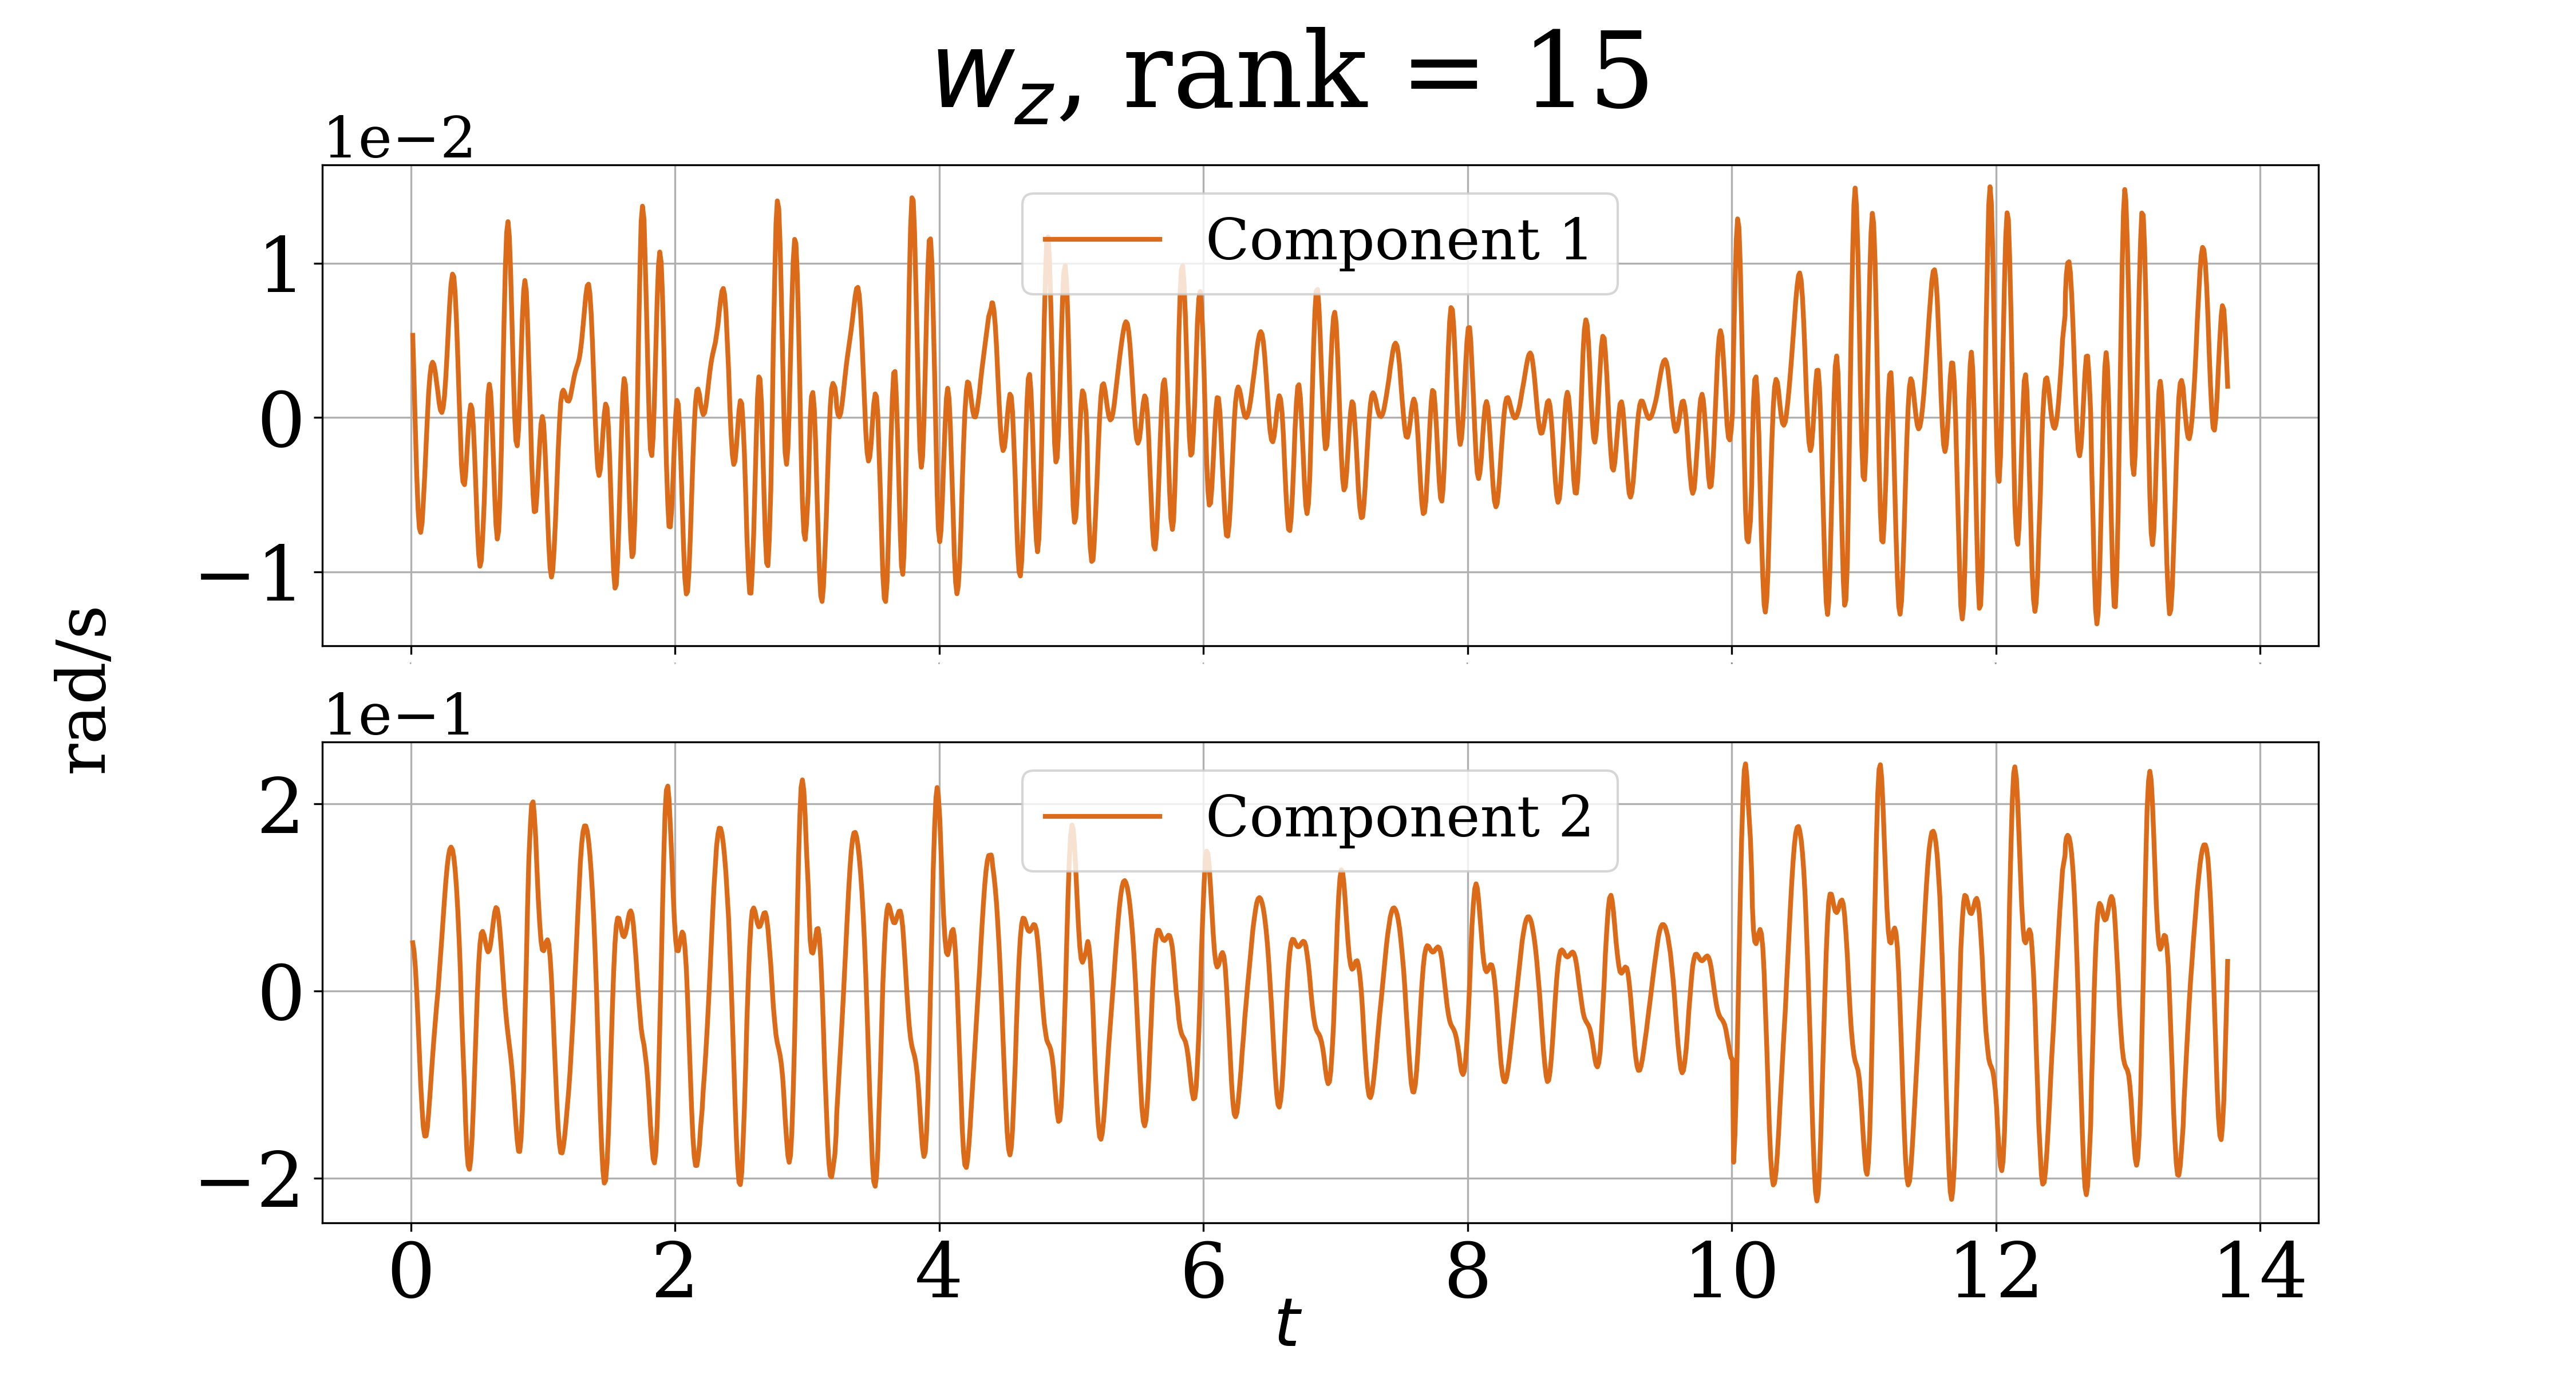 w_z, rank = 15
1e−2
Component 1
1
0
−1
rad/s
1e−1
Component 2
2
0
−2
0 2 4 6 8 10 12 14
t